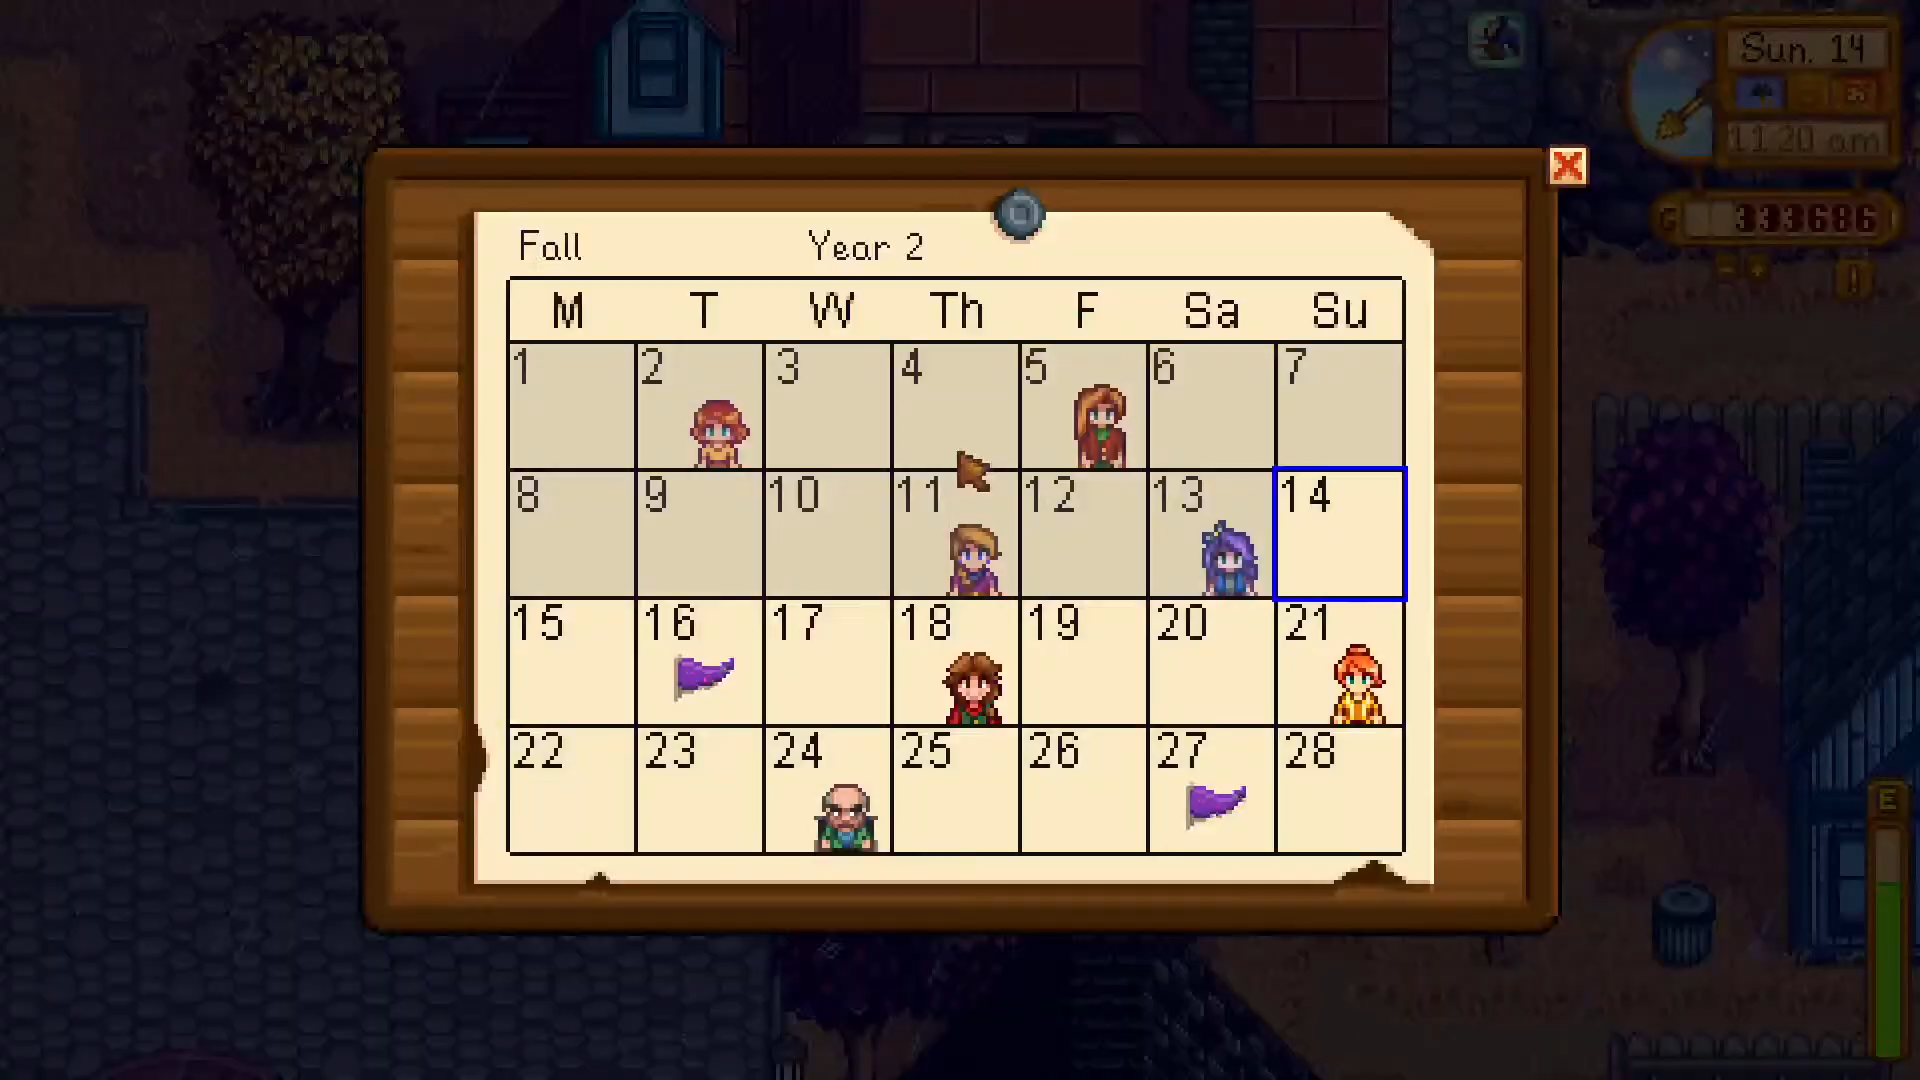 Sun. 14
11:20 am
G 333686
Fall Year 2
M T W Th F Sa Su
1 2 3 4 5 6 7
8 9 10 11 12 13 14
15 16 17 18 19 20 21
22 23 24 25 26 27 28
E